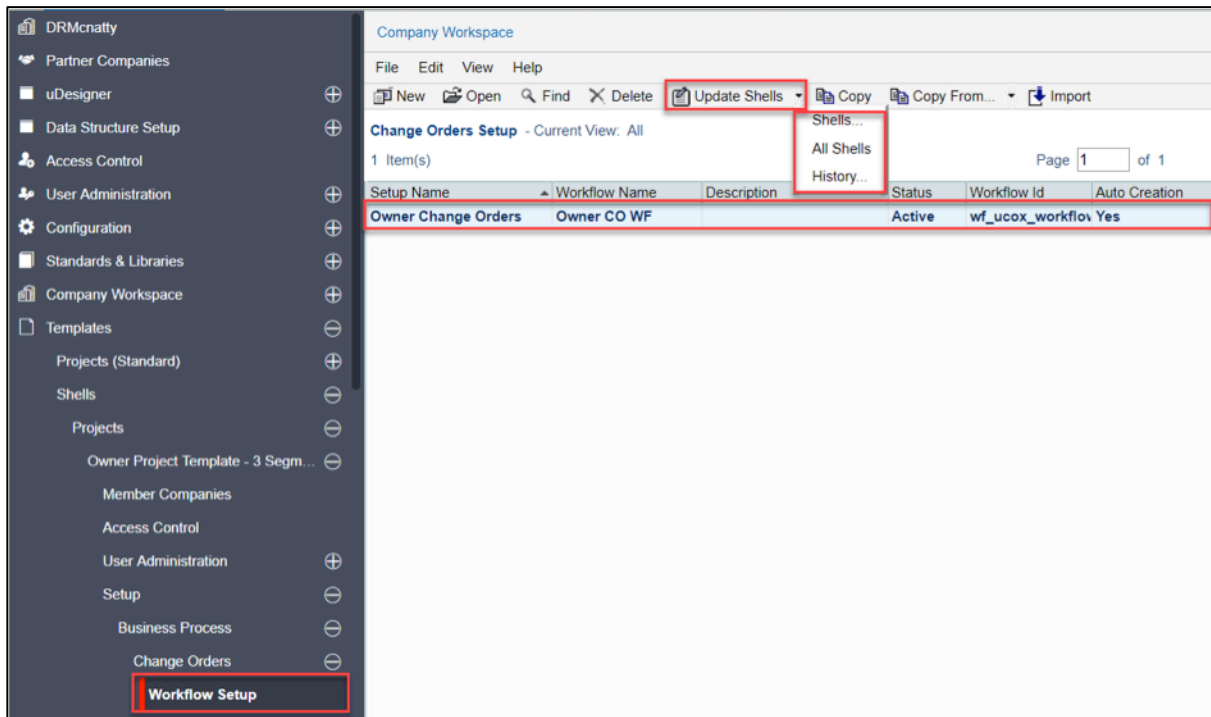 DRMcnatty
Partner Companies
uDesigner
Data Structure Setup
Access Control
User Administration
Configuration
Standards & Libraries
Company Workspace
Templates
Projects (Standard)
Shells
Projects
Owner Project Template - 3 Segm...
Member Companies
Access Control
User Administration
Setup
Business Process
Change Orders
Workflow Setup
Company Workspace
File Edit View Help
New Open Find Delete Update Shells Copy Copy From... Import
Shells...
All Shells
History...
Change Orders Setup - Current View: All
1 Item(s) Page 1 of 1
Setup Name Workflow Name Description Status Workflow Id Auto Creation
Owner Change Orders Owner CO WF Active wf_ucox_workflov Yes